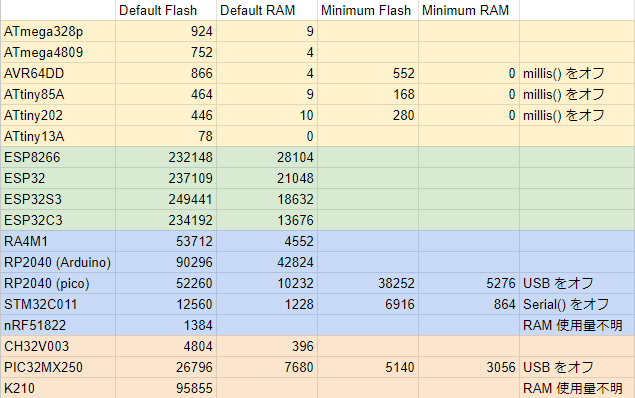 Default Flash Default RAM Minimum Flash Minimum RAM
ATmega328p 924 9
ATmega4809 752 4
AVR64DD 866 4 552 0 millis() をオフ
ATtiny85A 464 9 168 0 millis() をオフ
ATtiny202 446 10 280 0 millis() をオフ
ATtiny13A 78 0
ESP8266 232148 28104
ESP32 237109 21048
ESP32S3 249441 18632
ESP32C3 234192 13676
RA4M1 53712 4552
RP2040 (Arduino) 90296 42824
RP2040 (pico) 52260 10232 38252 5276 USB をオフ
STM32C011 12560 1228 6916 864 Serial() をオフ
nRF51822 1384 RAM 使用量不明
CH32V003 4804 396
PIC32MX250 26796 7680 5140 3056 USB をオフ
K210 95855 RAM 使用量不明